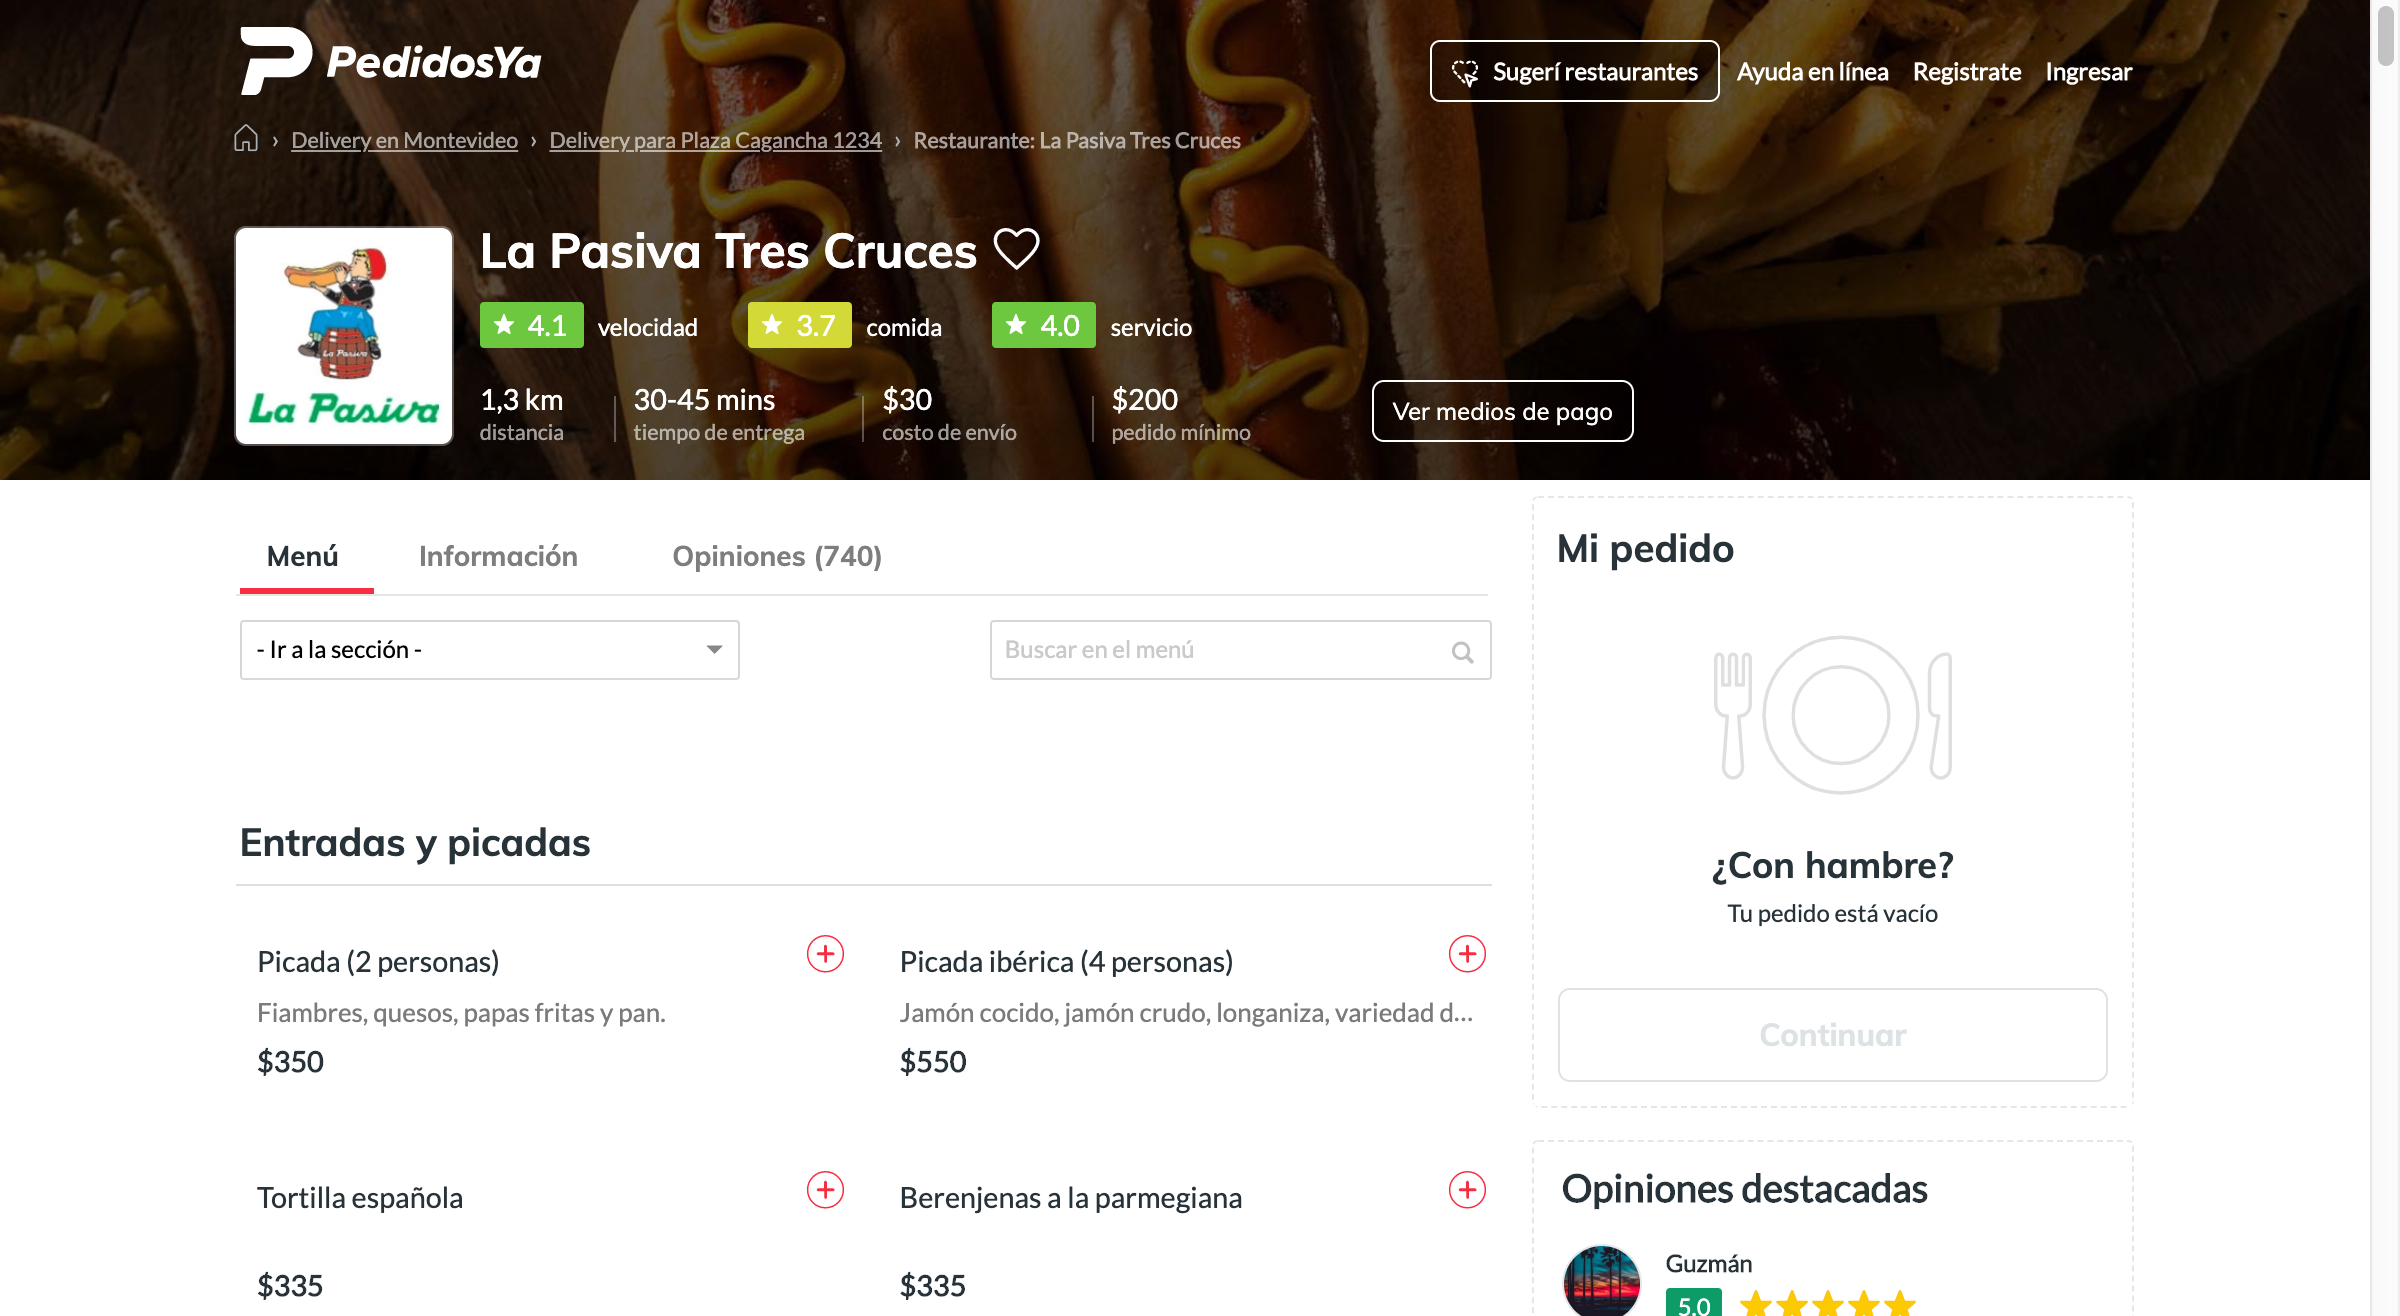 PedidosYa
Sugerí restaurantes
Ayuda en línea
Registrate
Ingresar
› Delivery en Montevideo › Delivery para Plaza Cagancha 1234 › Restaurante: La Pasiva Tres Cruces
La Pasiva
La Pasiva
La Pasiva Tres Cruces
4.1 velocidad
3.7 comida
4.0 servicio
1,3 km
distancia
30-45 mins
tiempo de entrega
$30
costo de envío
$200
pedido mínimo
Ver medios de pago
Menú
Información
Opiniones (740)
- Ir a la sección -
Buscar en el menú
Entradas y picadas
Picada (2 personas)
Fiambres, quesos, papas fritas y pan.
$350
Picada ibérica (4 personas)
Jamón cocido, jamón crudo, longaniza, variedad d...
$550
Tortilla española
$335
Berenjenas a la parmegiana
$335
Mi pedido
¿Con hambre?
Tu pedido está vacío
Continuar
Opiniones destacadas
Guzmán
5.0